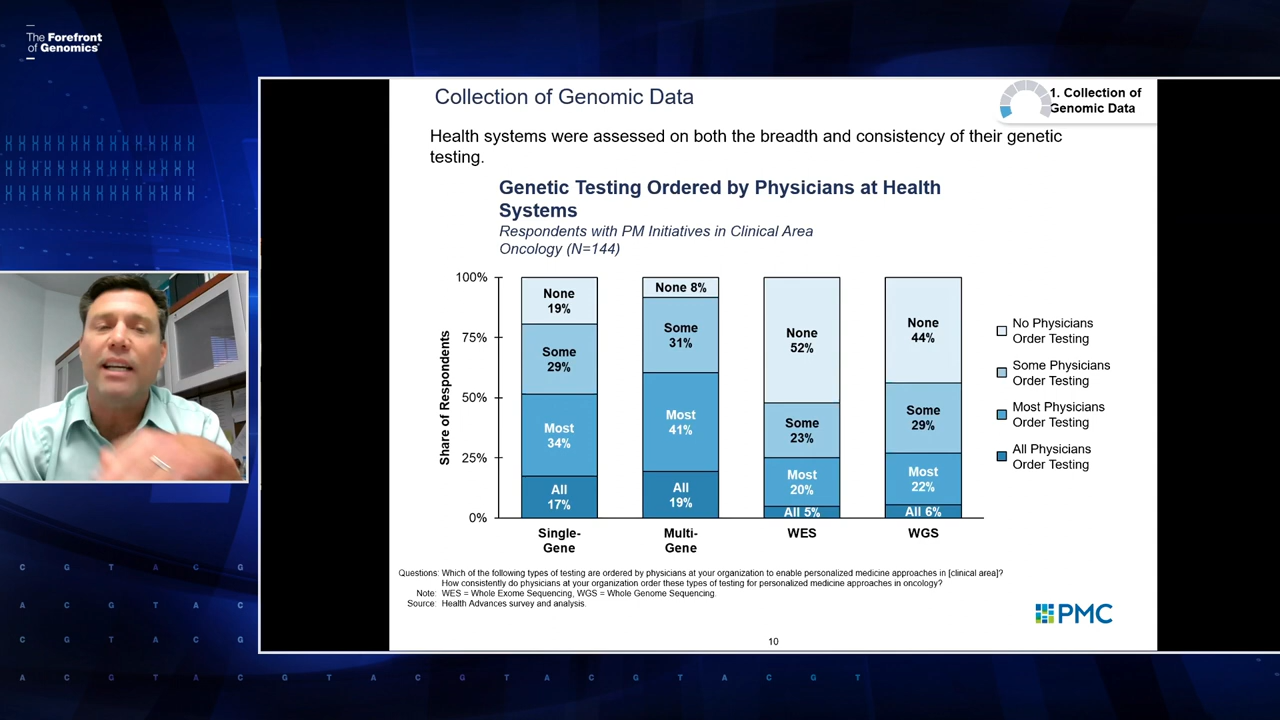 The Forefront
of Genomics
Collection of Genomic Data
1. Collection of
Genomic Data
Health systems were assessed on both the breadth and consistency of their genetic
testing.
Genetic Testing Ordered by Physicians at Health
Systems
Respondents with PM Initiatives in Clinical Area
Oncology (N=144)
Share of Respondents
100%
75%
50%
25%
0%
None
19%
Some
29%
Most
34%
All
17%
Single-
Gene
None 8%
Some
31%
Most
41%
All
19%
Multi-
Gene
None
52%
Some
23%
Most
20%
All 5%
WES
None
44%
Some
29%
Most
22%
All 6%
WGS
No Physicians
Order Testing
Some Physicians
Order Testing
Most Physicians
Order Testing
All Physicians
Order Testing
Questions: Which of the following types of testing are ordered by physicians at your organization to enable personalized medicine approaches in [clinical area]?
How consistently do physicians at your organization order these types of testing for personalized medicine approaches in oncology?
Note: WES = Whole Exome Sequencing, WGS = Whole Genome Sequencing.
Source: Health Advances survey and analysis.
PMC
10
C G T A C G
A C G T A C
C G T A C G
A C G T A C G T A C G T A C G T A C G T